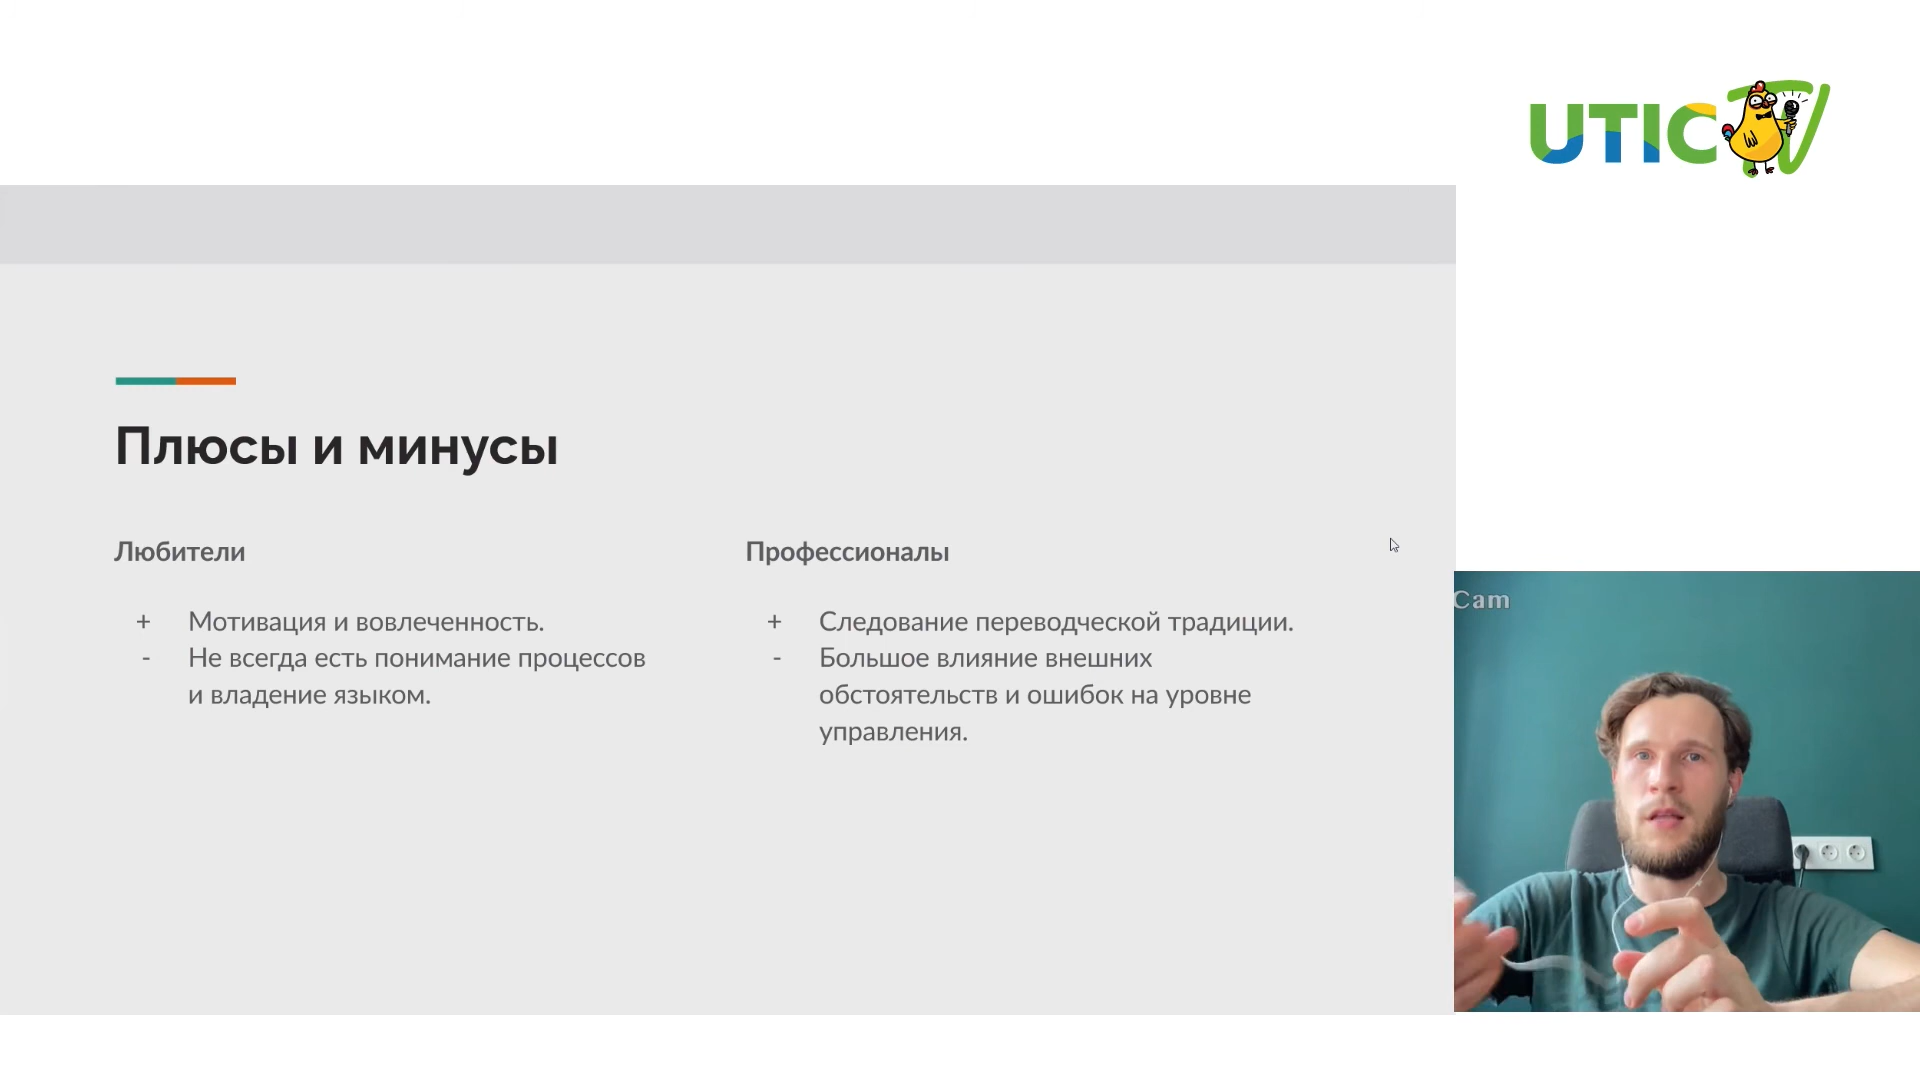 UTIC TV
Плюсы и минусы
Любители
+ Мотивация и вовлеченность.
- Не всегда есть понимание процессов
и владение языком.
Профессионалы
+ Следование переводческой традиции.
- Большое влияние внешних
обстоятельств и ошибок на уровне
управления.
Cam